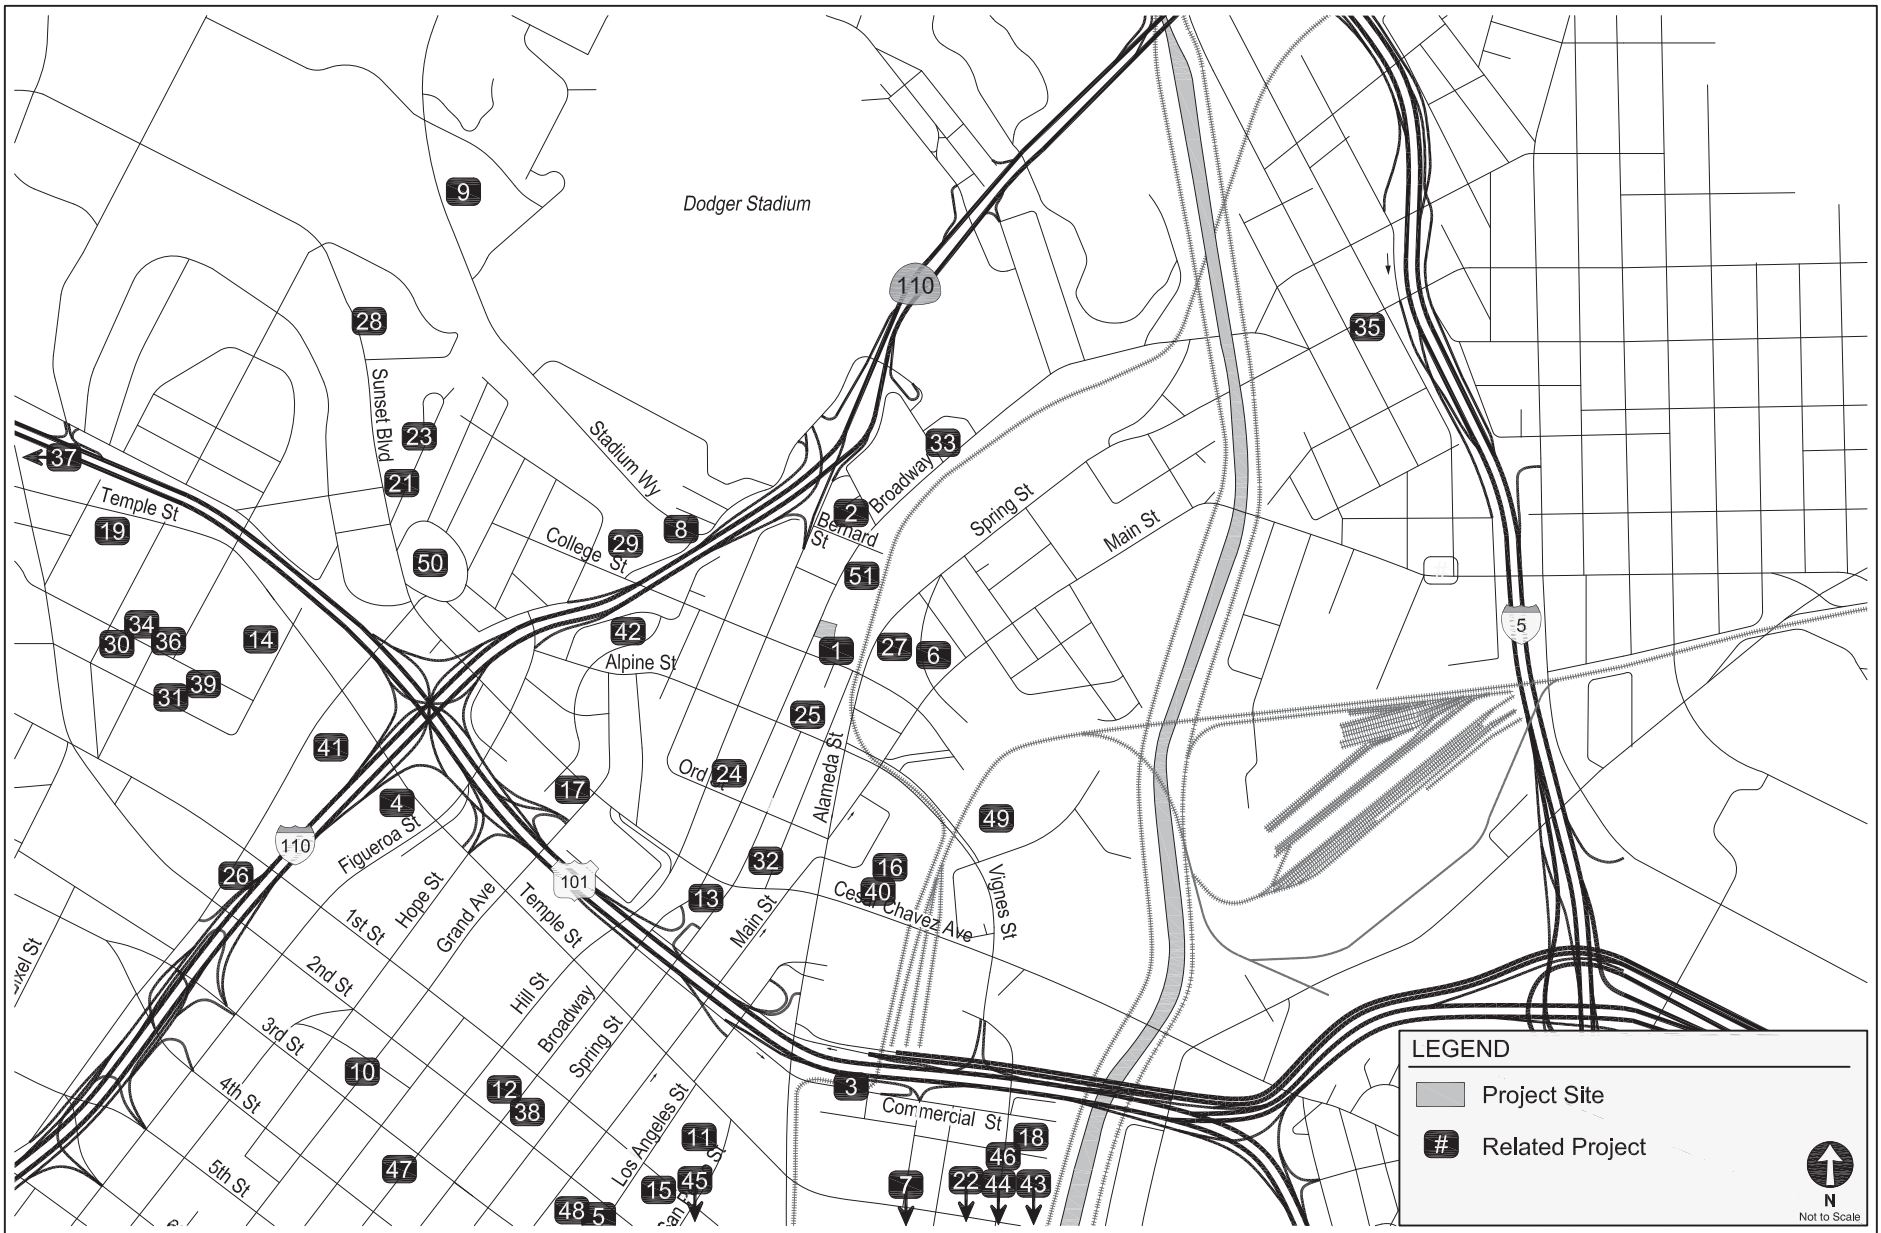 9
Dodger Stadium
110
28
35
Sunset Blvd
23
33
37
21
Stadium Wy
Broadway
Temple St
19
2
Spring St
Main St
8
29
College St
Bernard St
50
51
#
34
30
36
14
42
1
27
6
5
Alpine St
39
31
25
41
Alameda St
Ord
24
17
4
49
Figueroa St
110
26
32
16
40
101
13
Cesar Chavez Ave
Vignes St
Hope St
Grand Ave
Temple St
Main St
1st St
2nd St
Hill St
Broadway
Spring St
3rd St
4th St
5th St
10
12
38
3
Commercial St
Los Angeles St
11
18
46
47
15
45
7
22
44
43
48
5
LEGEND
Project Site
# Related Project
N
Not to Scale